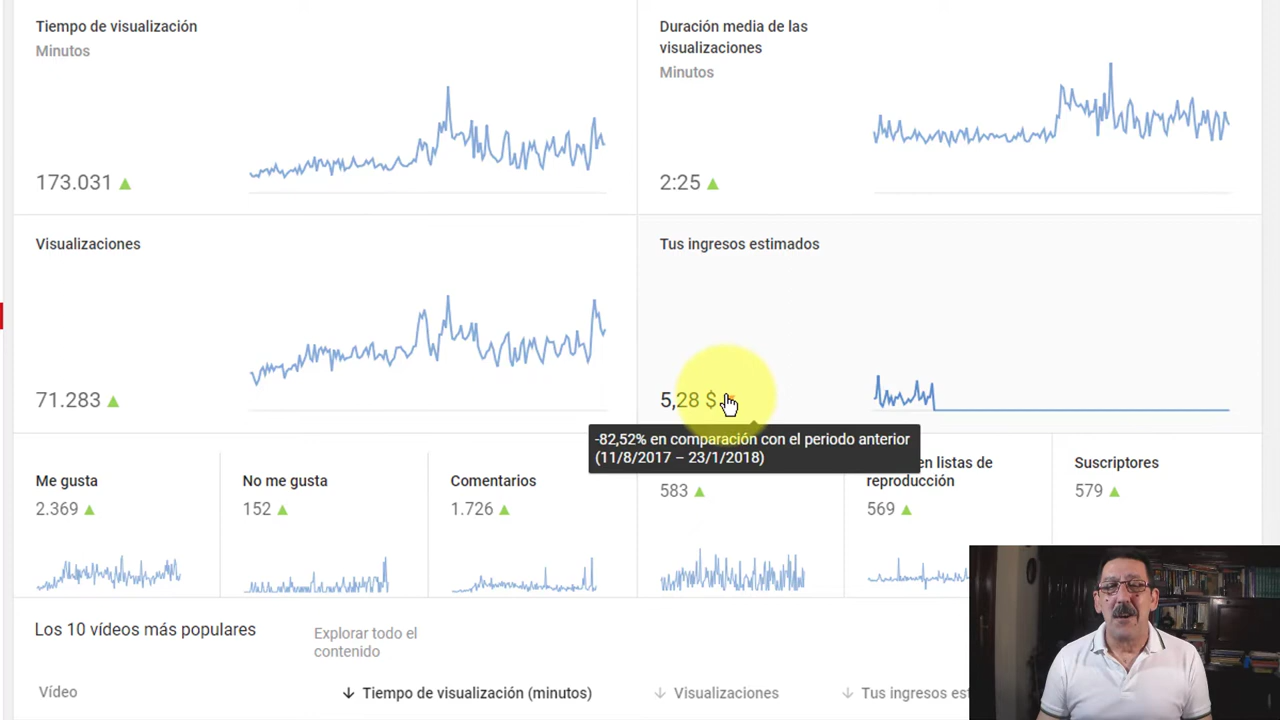 Tiempo de visualización
Minutos
173.031
Duración media de las
visualizaciones
Minutos
2:25
Visualizaciones
71.283
Tus ingresos estimados
5,28 $
-82,52% en comparación con el periodo anterior
(11/8/2017 – 23/1/2018)
Me gusta
2.369
No me gusta
152
Comentarios
1.726
583
en listas de
reproducción
569
Suscriptores
579
Los 10 vídeos más populares
Explorar todo el
contenido
Vídeo
Tiempo de visualización (minutos)
Visualizaciones
Tus ingresos